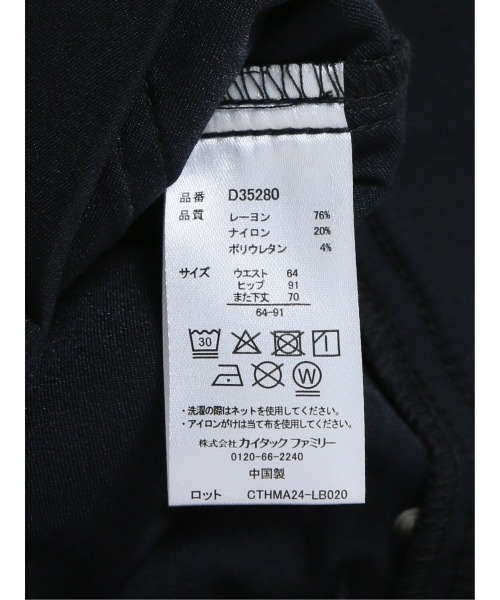 品番 D35280
品質 レーヨン 76%
ナイロン 20%
ポリウレタン 4%
サイズ ウエスト 64
ヒップ 91
また下丈 70
64-91
30
W
・洗濯の際はネットを使用してください。
・アイロンがけは当て布を使用してください。
株式会社カイタックファミリー
0120-66-2240
中国製
ロット CTHMA24-LB020